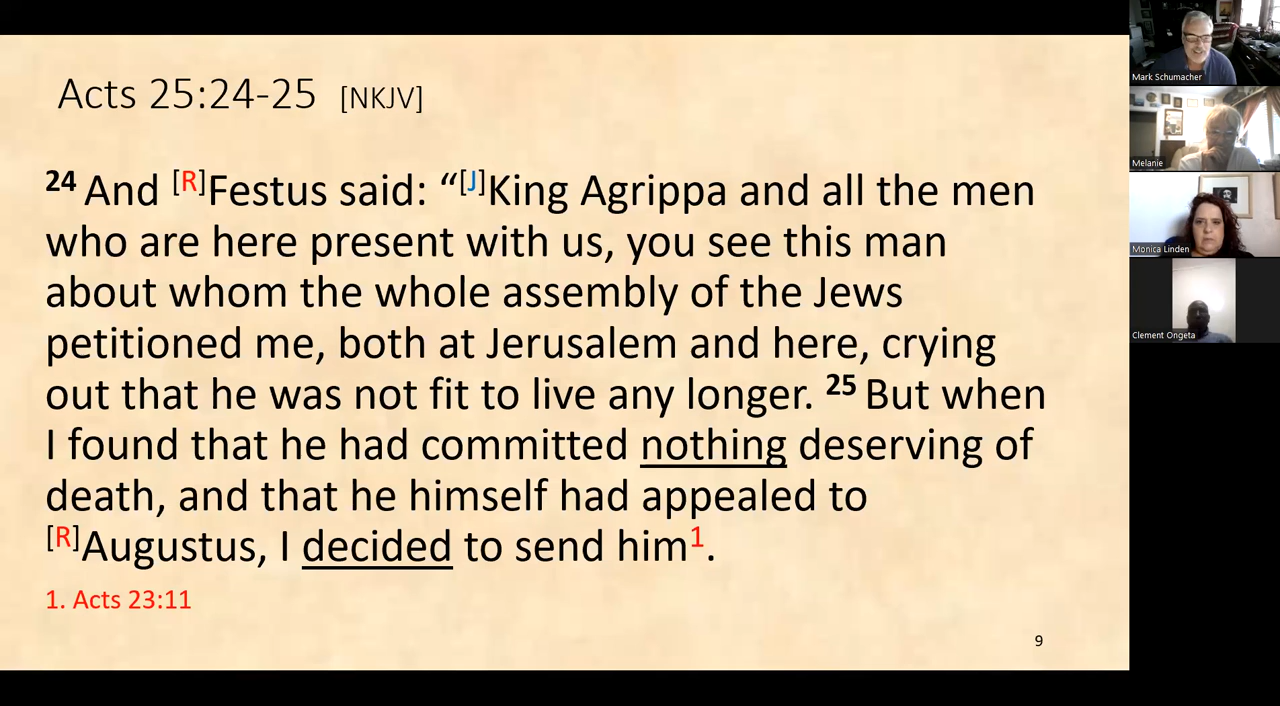 Acts 25:24-25 [NKJV]
24 And [R]Festus said: “[J]King Agrippa and all the men
who are here present with us, you see this man
about whom the whole assembly of the Jews
petitioned me, both at Jerusalem and here, crying
out that he was not fit to live any longer. 25 But when
I found that he had committed nothing deserving of
death, and that he himself had appealed to
[R]Augustus, I decided to send him1.
1. Acts 23:11
9
Mark Schumacher
Melanie
Monica Linden
Clement Ongeta